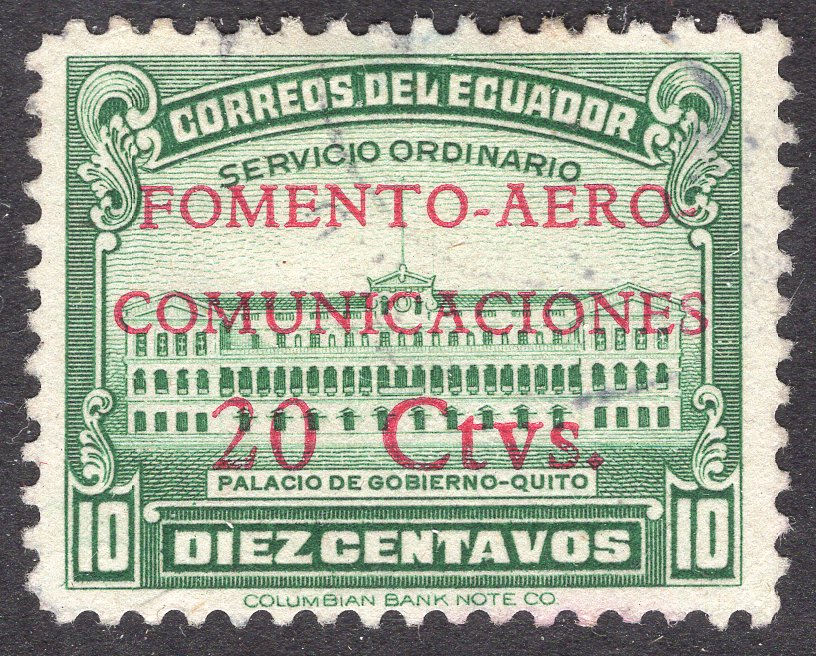 CORREOS DEL ECUADOR
SERVICIO ORDINARIO
FOMENTO-AERO-
COMUNICACIONES
20 Ctvs.
PALACIO DE GOBIERNO-QUITO
10 DIEZ CENTAVOS 10
COLUMBIAN BANK NOTE CO.